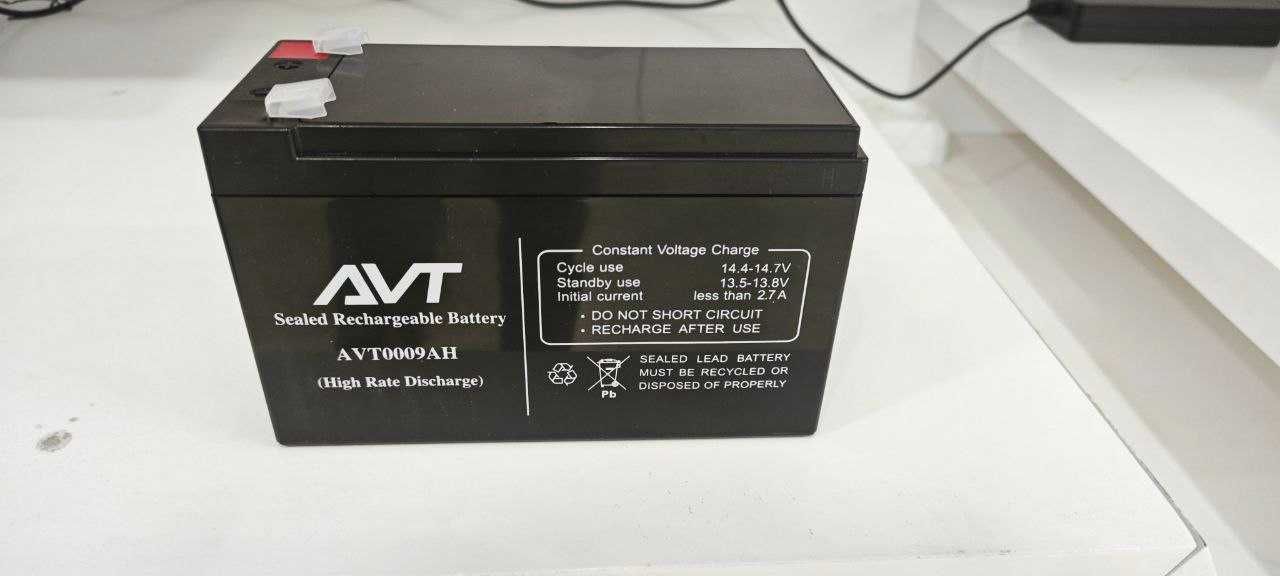 AVT
Sealed Rechargeable Battery
AVT0009AH
(High Rate Discharge)
Constant Voltage Charge
Cycle use 14.4-14.7V
Standby use 13.5-13.8V
Initial current less than 2.7A
• DO NOT SHORT CIRCUIT
• RECHARGE AFTER USE
Pb
SEALED LEAD BATTERY
MUST BE RECYCLED OR
DISPOSED OF PROPERLY